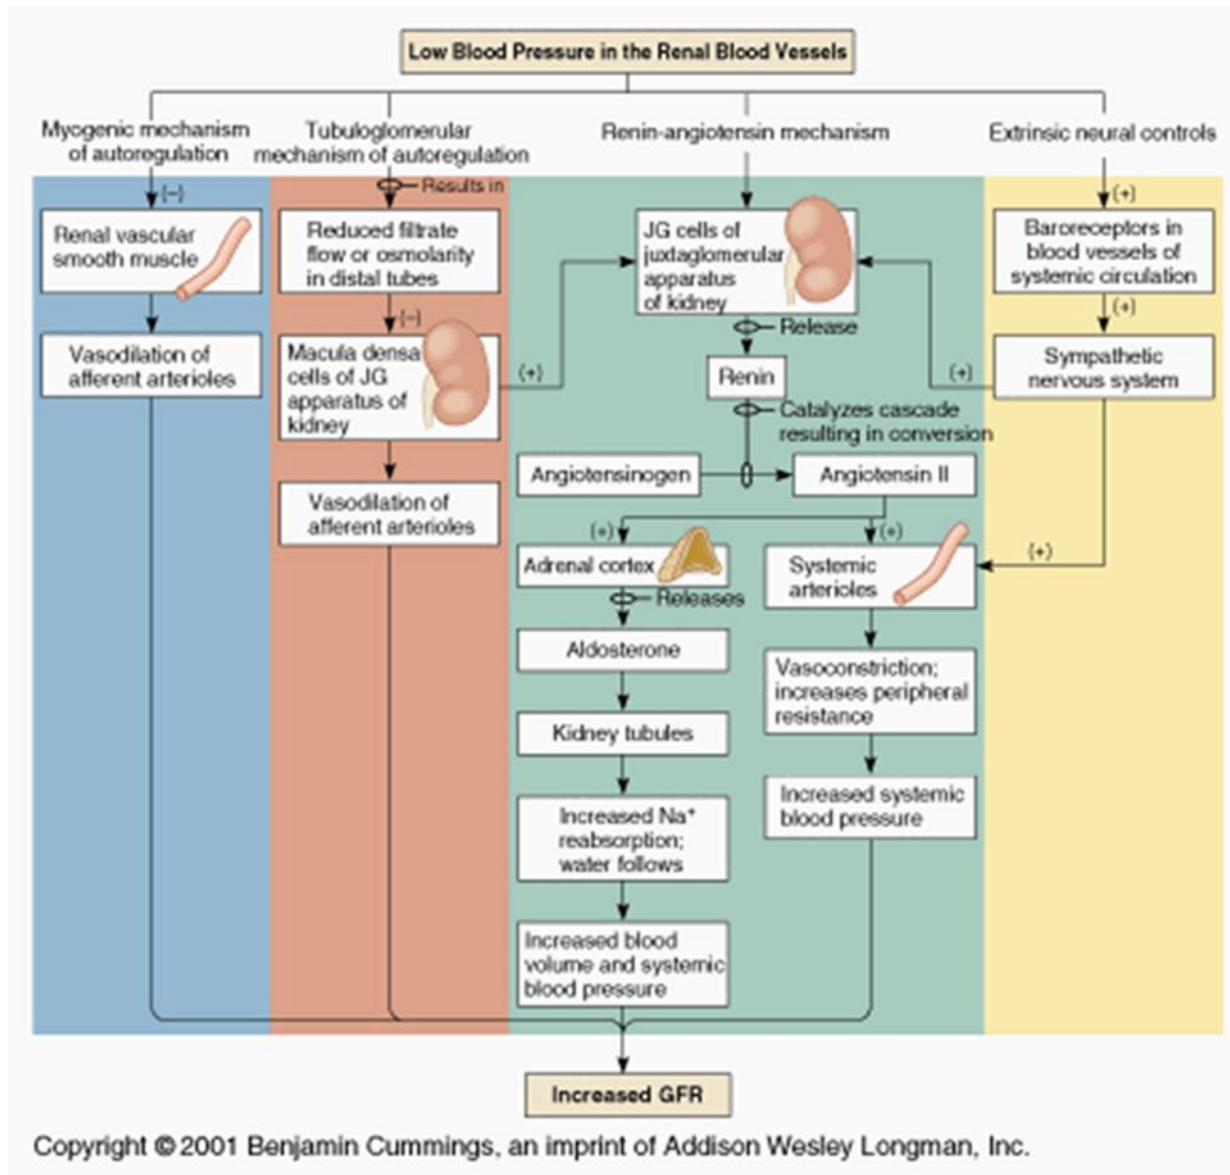 Low Blood Pressure in the Renal Blood Vessels
Myogenic mechanism
of autoregulation
(–)
Renal vascular
smooth muscle
Vasodilation of
afferent arterioles
Tubuloglomerular
mechanism of autoregulation
Results in
Reduced filtrate
flow or osmolarity
in distal tubes
(–)
Macula densa
cells of JG
apparatus of
kidney
(+)
Vasodilation of
afferent arterioles
Renin-angiotensin mechanism
JG cells of
juxtaglomerular
apparatus
of kidney
Release
Renin
Catalyzes cascade
resulting in conversion
Angiotensinogen
Angiotensin II
(+)
Adrenal cortex
Releases
Aldosterone
Kidney tubules
Increased Na⁺
reabsorption;
water follows
Increased blood
volume and systemic
blood pressure
(+)
Systemic
arterioles
Vasoconstriction;
increases peripheral
resistance
Increased systemic
blood pressure
Extrinsic neural controls
(+)
Baroreceptors in
blood vessels of
systemic circulation
(+)
Sympathetic
nervous system
(+)
(+)
Increased GFR
Copyright © 2001 Benjamin Cummings, an imprint of Addison Wesley Longman, Inc.